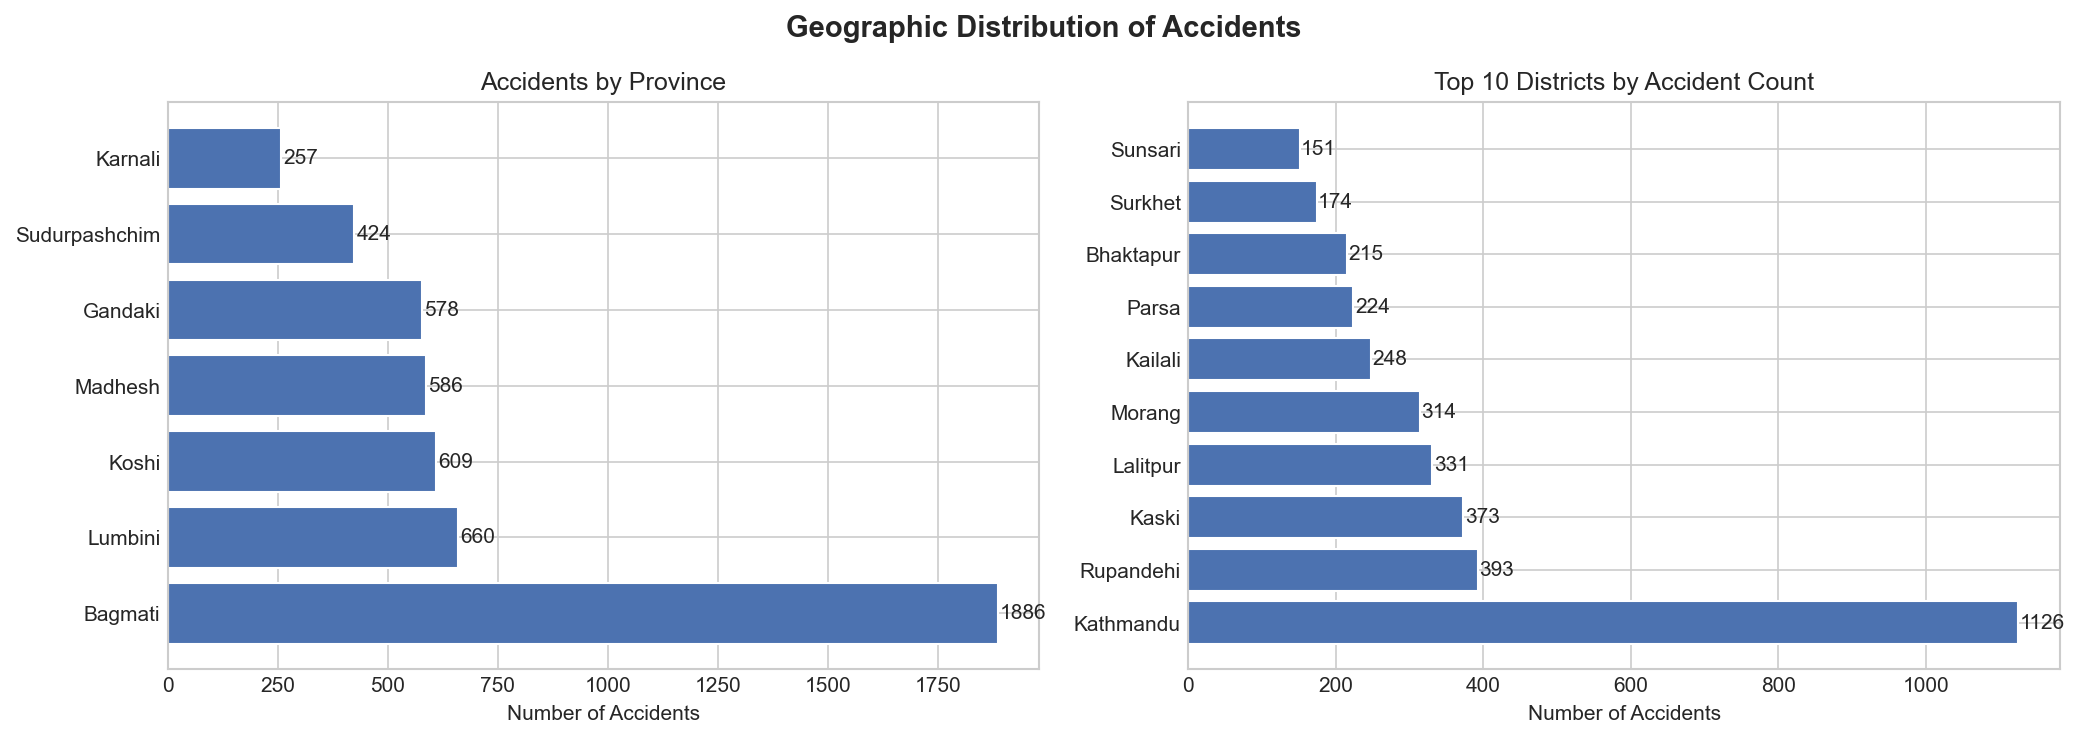 Geographic Distribution of Accidents
Accidents by Province
Karnali 257
Sudurpashchim 424
Gandaki 578
Madhesh 586
Koshi 609
Lumbini 660
Bagmati 1886
0 250 500 750 1000 1250 1500 1750
Number of Accidents
Top 10 Districts by Accident Count
Sunsari 151
Surkhet 174
Bhaktapur 215
Parsa 224
Kailali 248
Morang 314
Lalitpur 331
Kaski 373
Rupandehi 393
Kathmandu 1126
0 200 400 600 800 1000
Number of Accidents